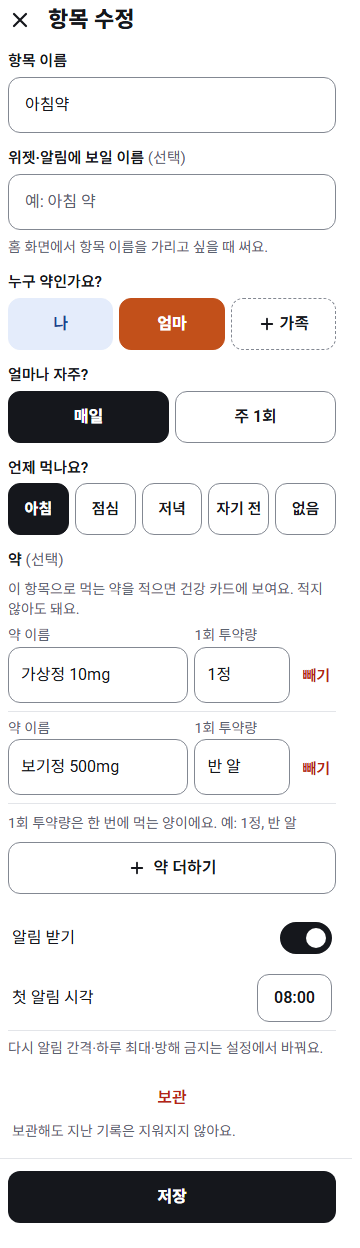 항목 수정
항목 이름
아침약
위젯·알림에 보일 이름 (선택)
예: 아침 약
홈 화면에서 항목 이름을 가리고 싶을 때 써요.
누구 약인가요?
나 엄마 + 가족
얼마나 자주?
매일 주 1회
언제 먹나요?
아침 점심 저녁 자기 전 없음
약 (선택)
이 항목으로 먹는 약을 적으면 건강 카드에 보여요. 적지
않아도 돼요.
약 이름 1회 투약량
가상정 10mg 1정 빼기
약 이름 1회 투약량
보기정 500mg 반 알 빼기
1회 투약량은 한 번에 먹는 양이에요. 예: 1정, 반 알
+ 약 더하기
알림 받기
첫 알림 시각 08:00
다시 알림 간격·하루 최대·방해 금지는 설정에서 바꿔요.
보관
보관해도 지난 기록은 지워지지 않아요.
저장